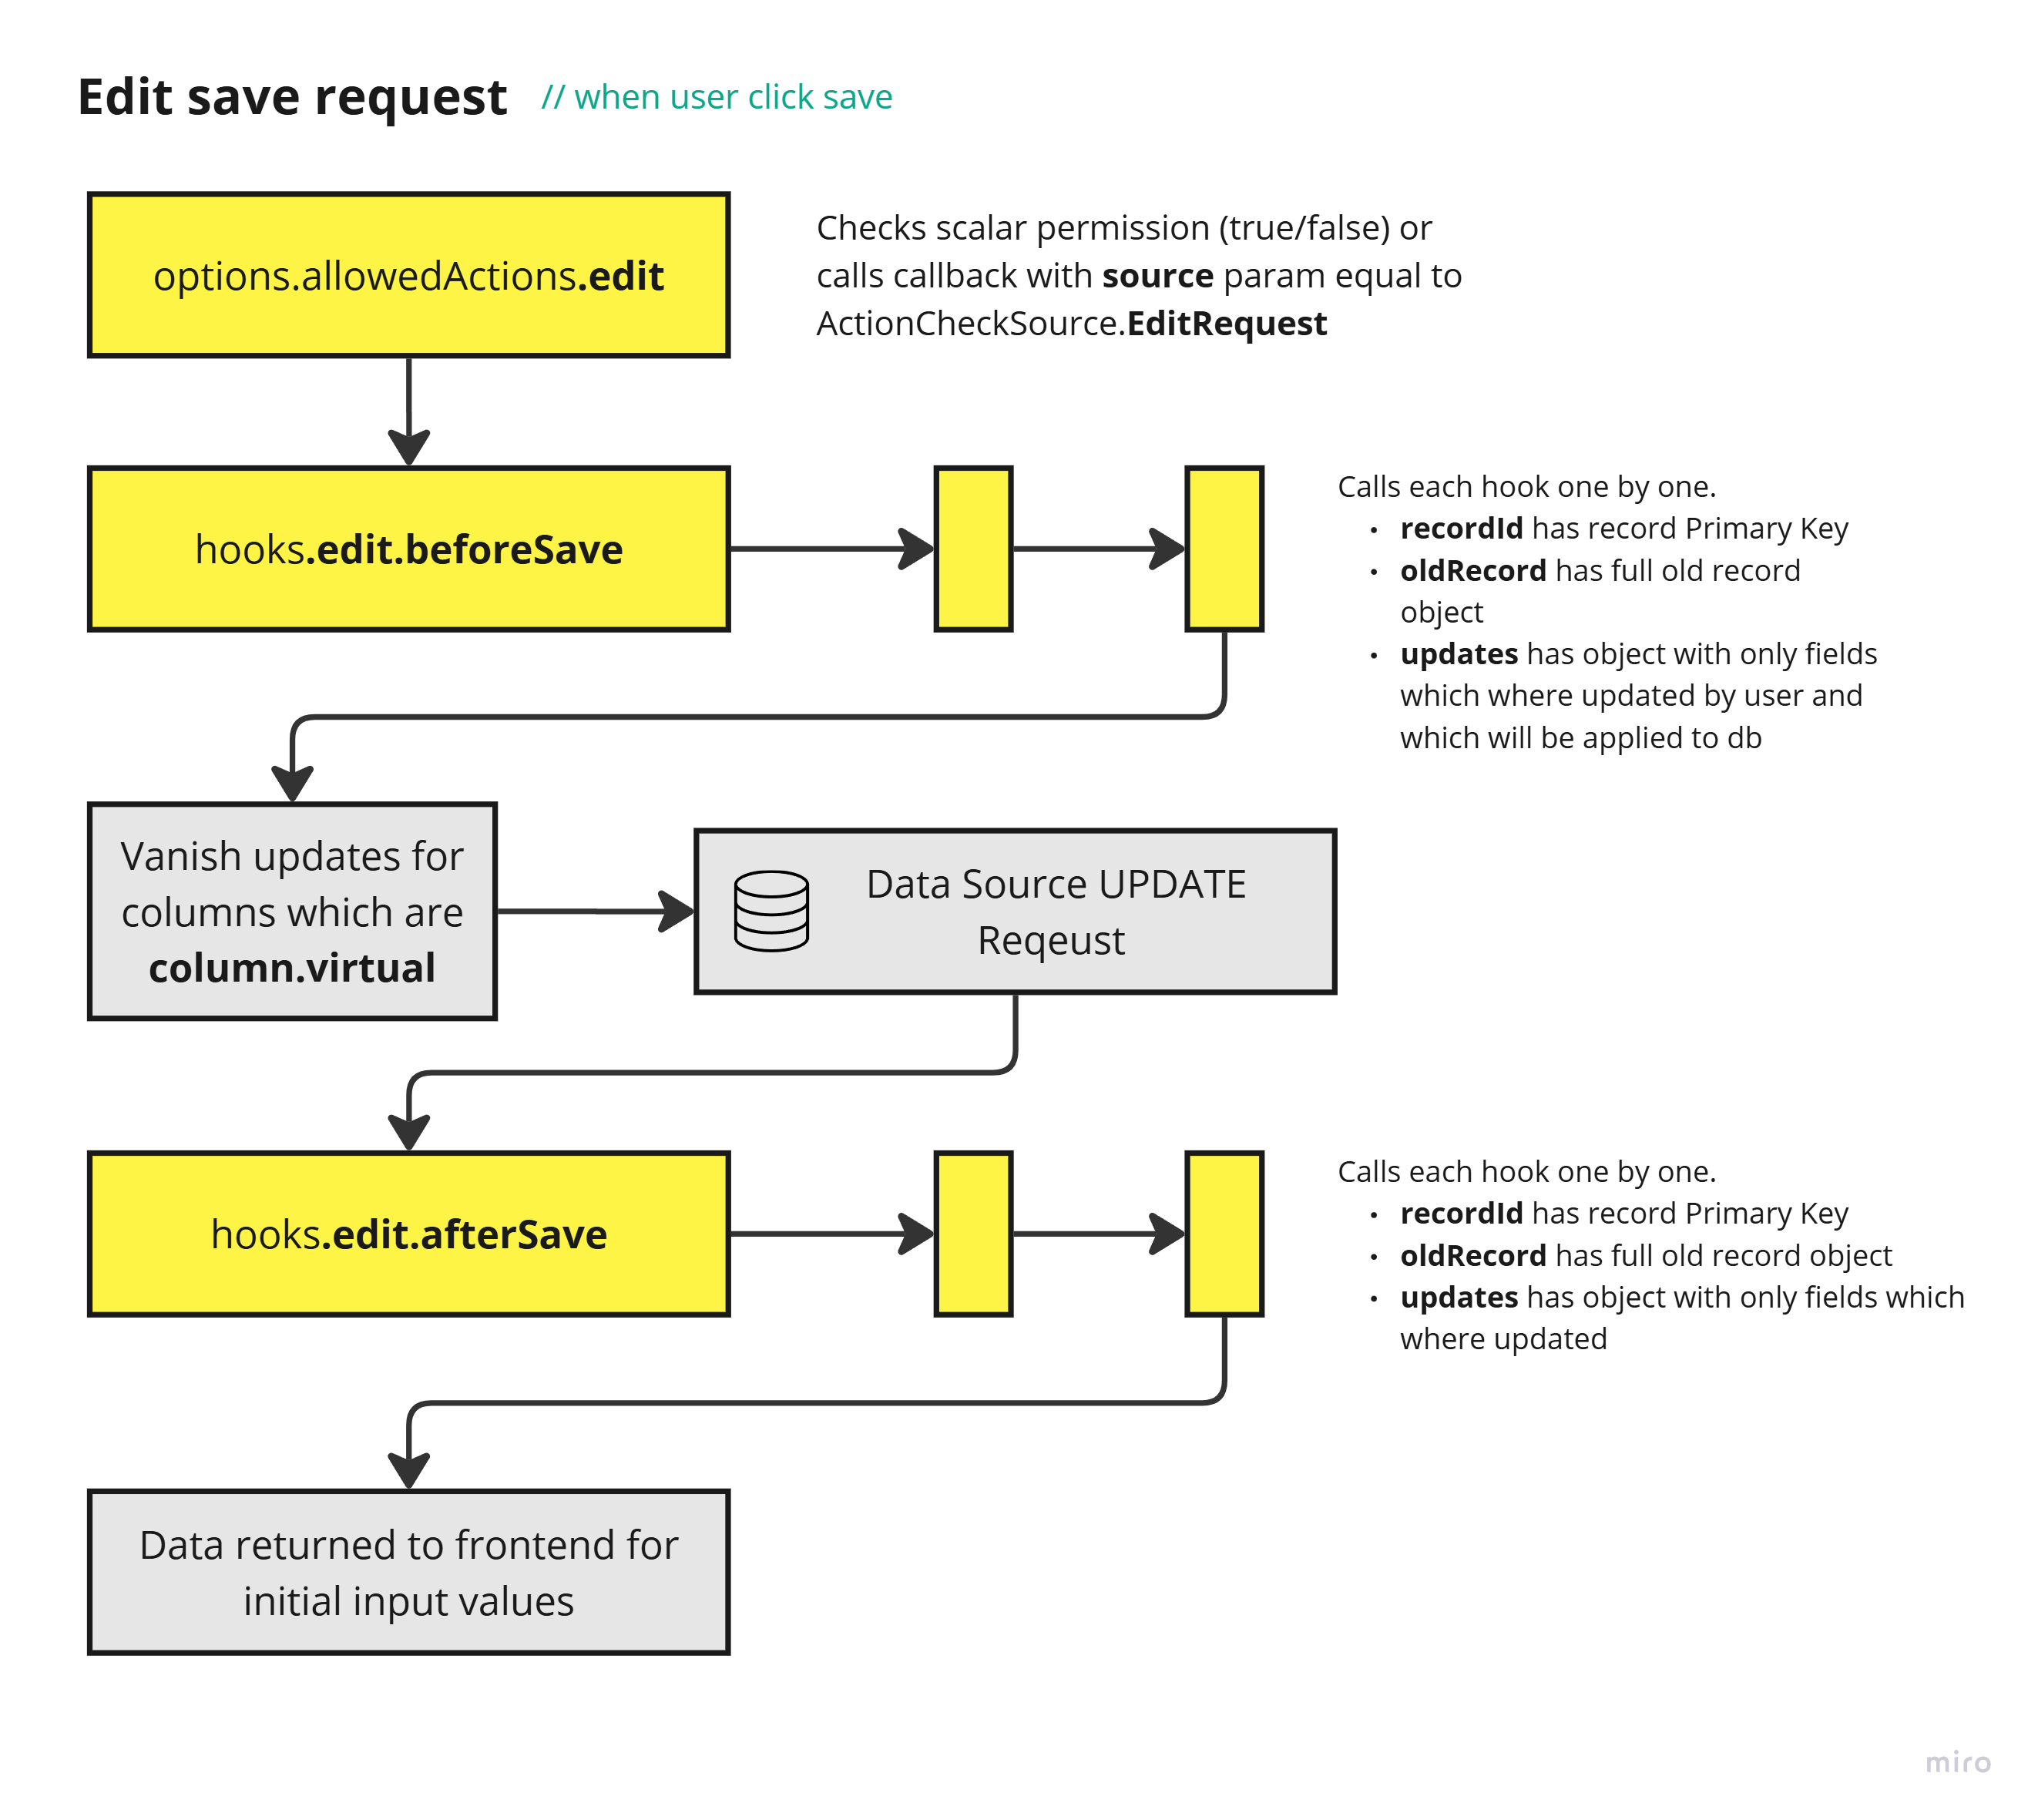 Edit save request // when user click save
options.allowedActions.edit
Checks scalar permission (true/false) or
calls callback with source param equal to
ActionCheckSource.EditRequest
hooks.edit.beforeSave
Calls each hook one by one.
• recordId has record Primary Key
• oldRecord has full old record
object
• updates has object with only fields
which where updated by user and
which will be applied to db
Vanish updates for
columns which are
column.virtual
Data Source UPDATE
Reqeust
hooks.edit.afterSave
Calls each hook one by one.
• recordId has record Primary Key
• oldRecord has full old record object
• updates has object with only fields which
where updated
Data returned to frontend for
initial input values
miro